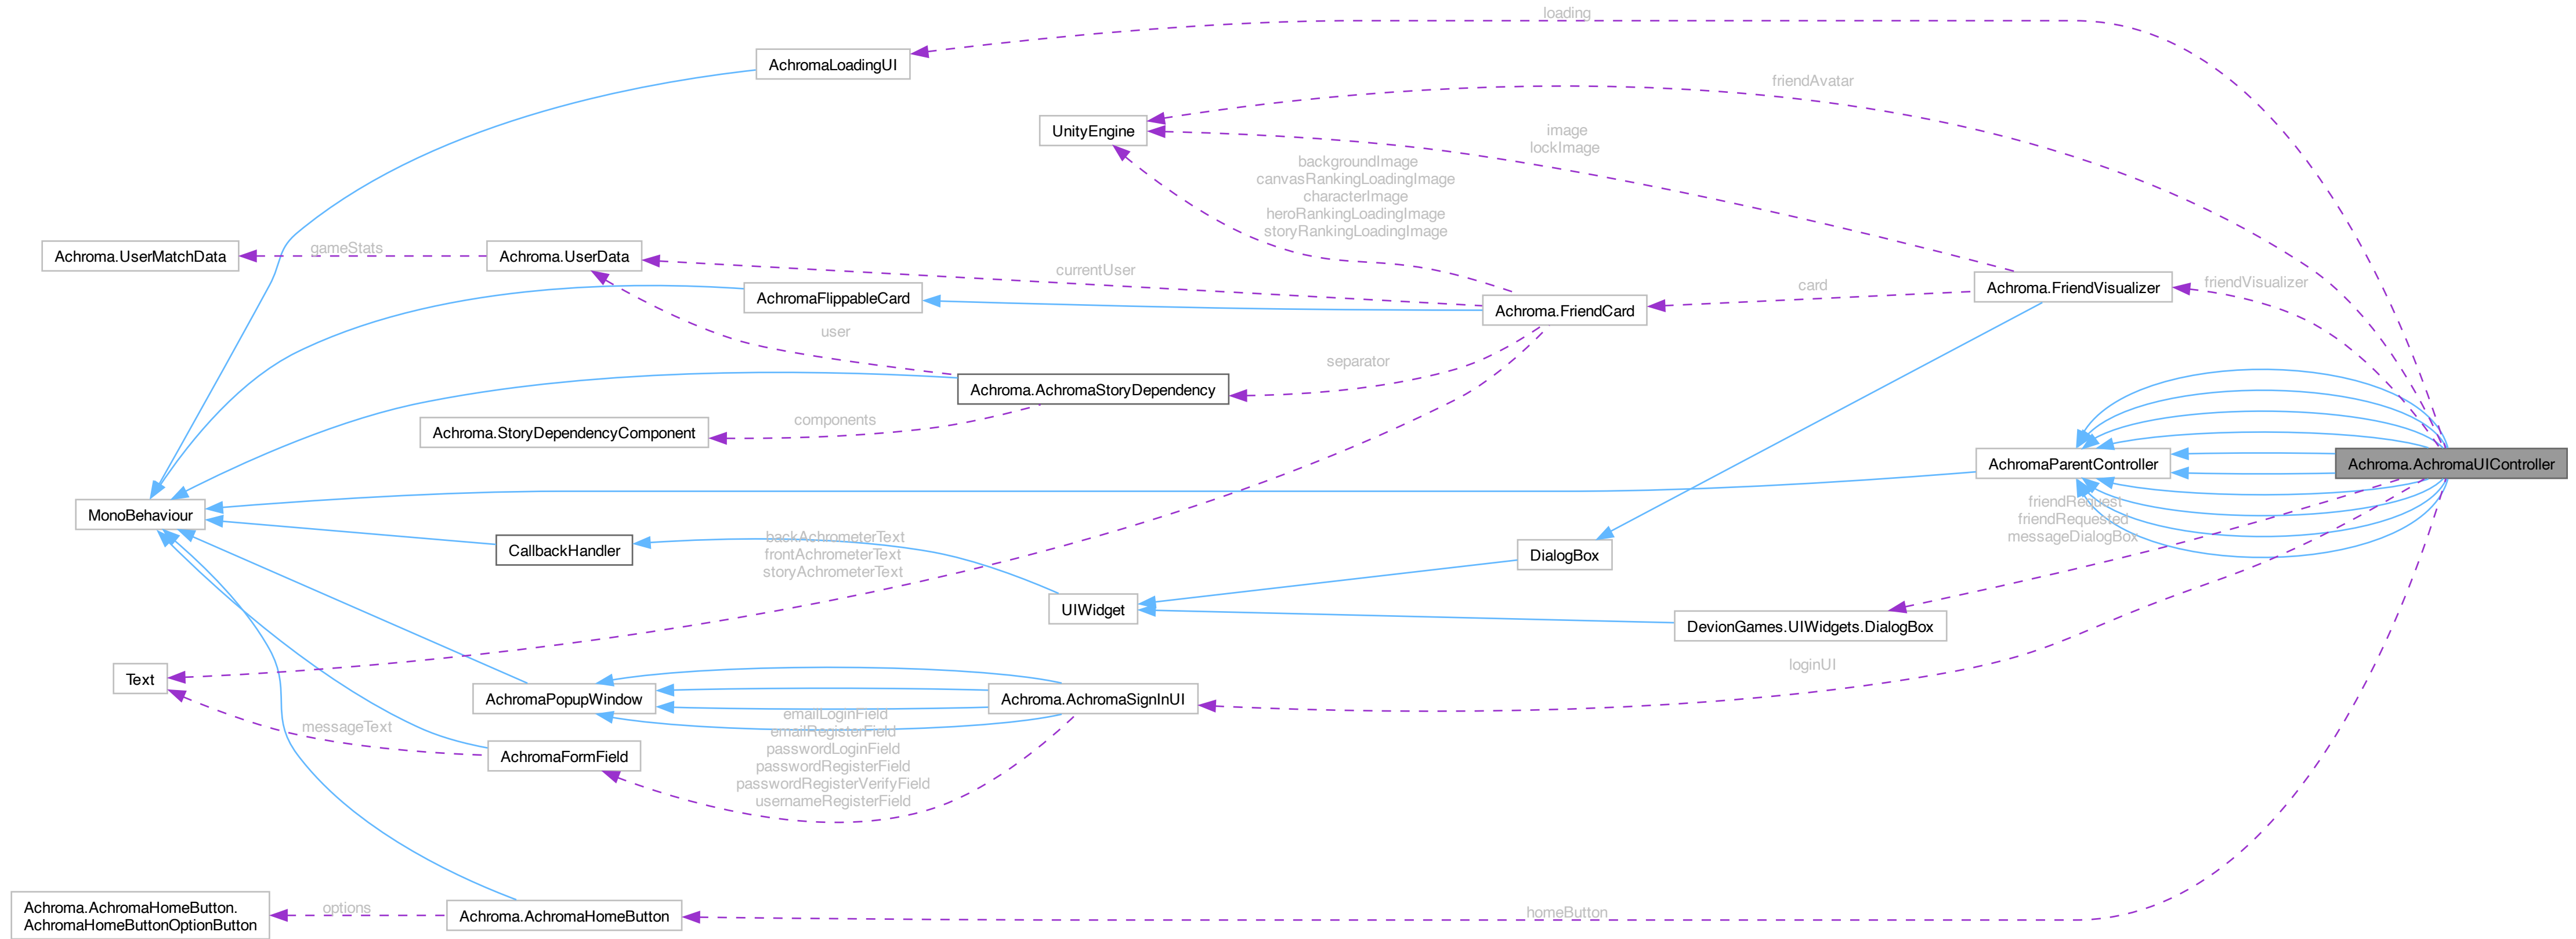 loading
AchromaLoadingUI
friendAvatar
UnityEngine
image
lockImage
backgroundImage
canvasRankingLoadingImage
characterImage
heroRankingLoadingImage
storyRankingLoadingImage
Achroma.UserMatchData
gameStats
Achroma.UserData
currentUser
AchromaFlippableCard
Achroma.FriendCard
card
Achroma.FriendVisualizer
friendVisualizer
user
separator
Achroma.AchromaStoryDependency
components
Achroma.StoryDependencyComponent
AchromaParentController
Achroma.AchromaUIController
MonoBehaviour
friendRequest
friendRequested
messageDialogBox
CallbackHandler
backAchrometerText
frontAchrometerText
storyAchrometerText
DialogBox
UIWidget
DevionGames.UIWidgets.DialogBox
loginUI
Text
AchromaPopupWindow
Achroma.AchromaSignInUI
messageText
AchromaFormField
emailLoginField
emailRegisterField
passwordLoginField
passwordRegisterField
passwordRegisterVerifyField
usernameRegisterField
Achroma.AchromaHomeButton.
AchromaHomeButtonOptionButton
options
Achroma.AchromaHomeButton
homeButton